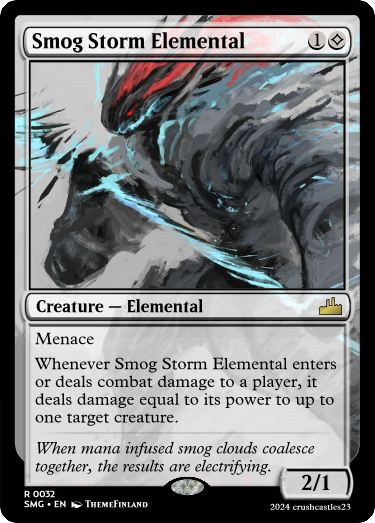 Smog Storm Elemental 1
Creature — Elemental
Menace
Whenever Smog Storm Elemental enters
or deals combat damage to a player, it
deals damage equal to its power to up to
one target creature.
When mana infused smog clouds coalesce
together, the results are electrifying.
2/1
R 0032
SMG • EN ThemeFinland
2024 crushcastles23